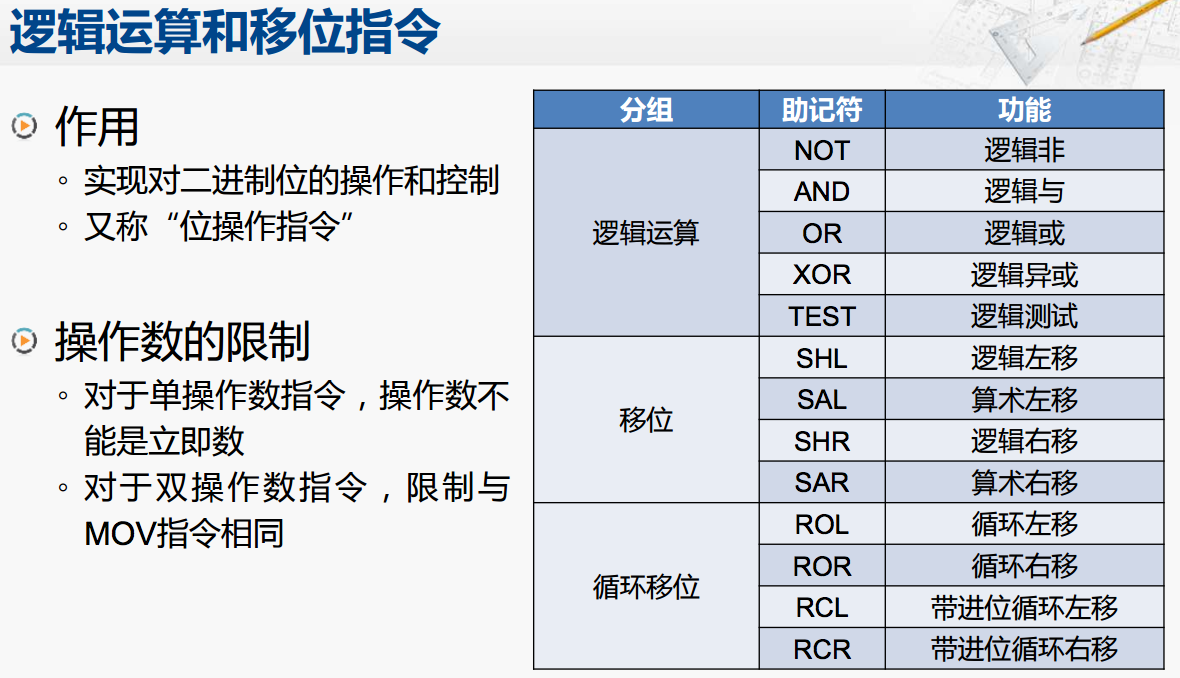 逻辑运算和移位指令
作用
实现对二进制位的操作和控制
又称“位操作指令”
操作数的限制
对于单操作数指令，操作数不
能是立即数
对于双操作数指令，限制与
MOV指令相同
分组 助记符 功能
逻辑运算
NOT 逻辑非
AND 逻辑与
OR 逻辑或
XOR 逻辑异或
TEST 逻辑测试
移位
SHL 逻辑左移
SAL 算术左移
SHR 逻辑右移
SAR 算术右移
循环移位
ROL 循环左移
ROR 循环右移
RCL 带进位循环左移
RCR 带进位循环右移